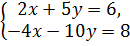 2x + 5y = 6,
−4x − 10y = 8